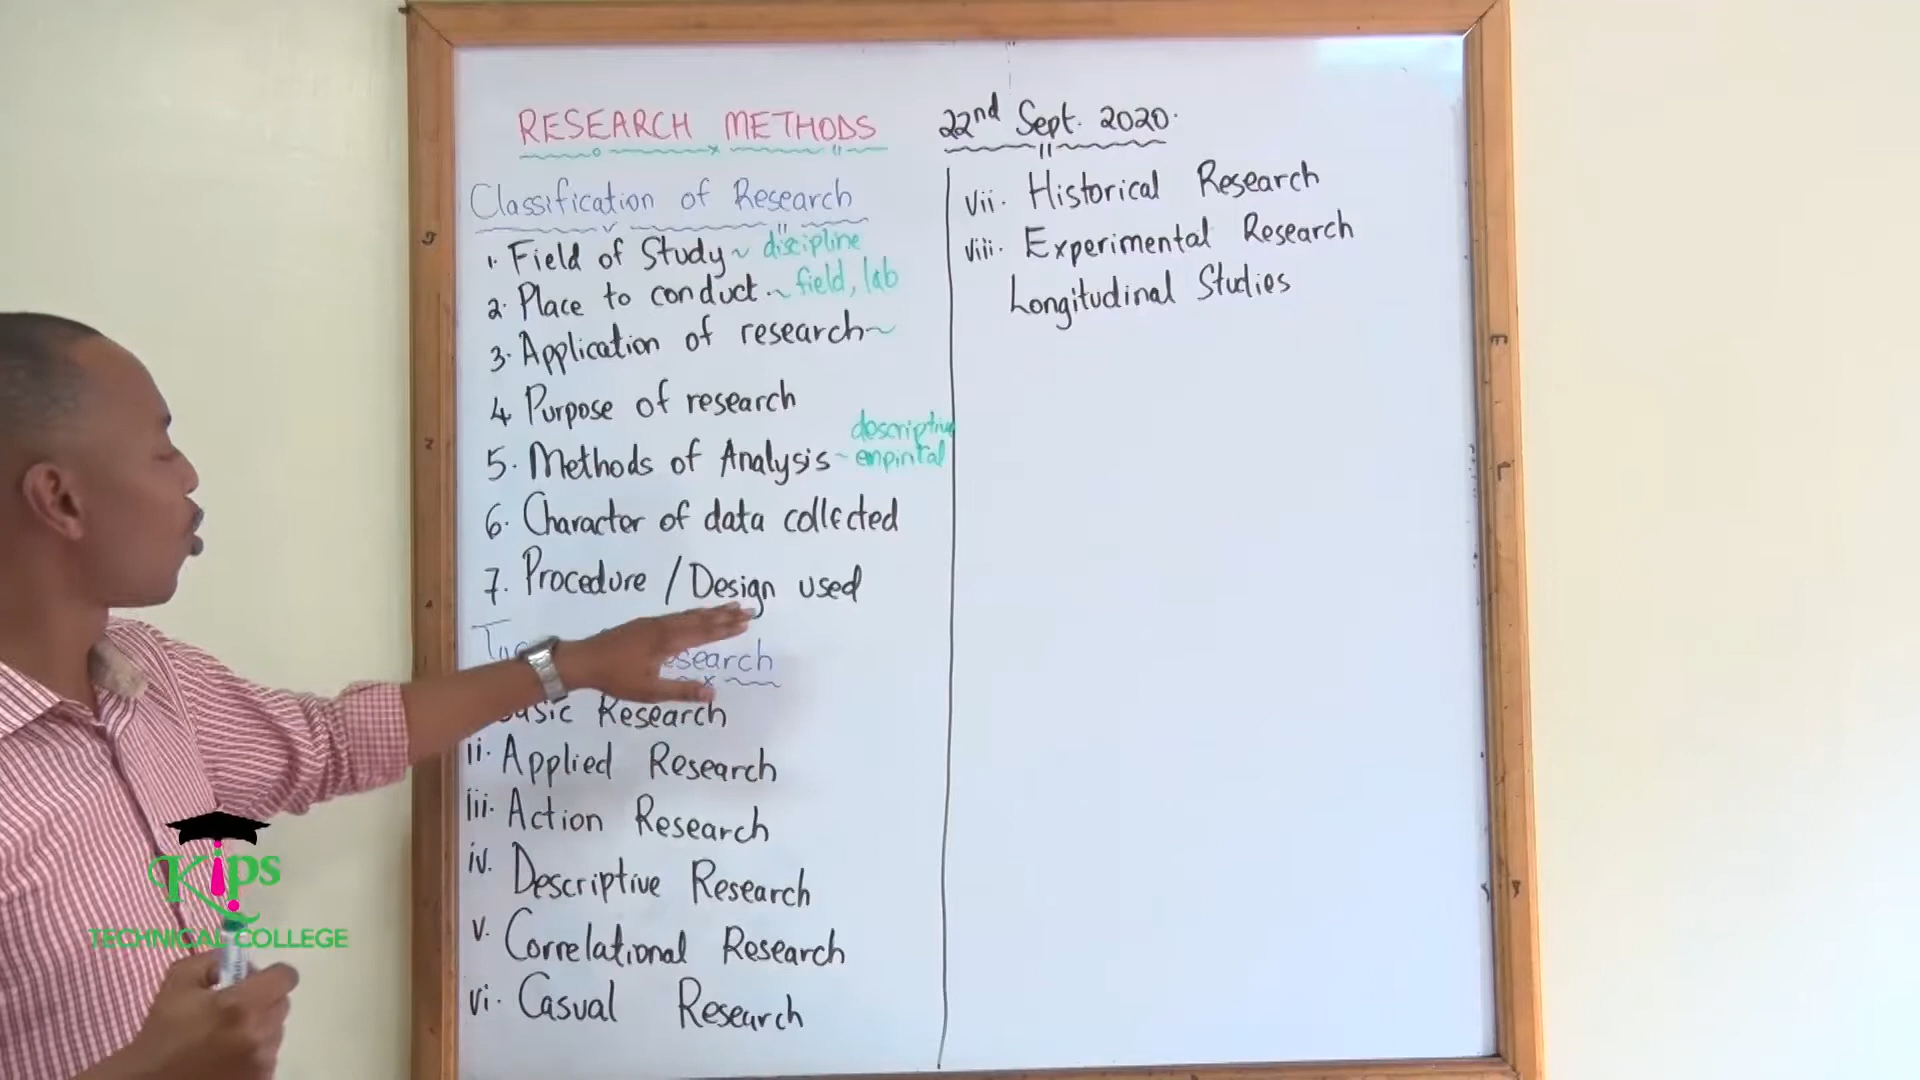 RESEARCH METHODS
22nd Sept. 2020.
Classification of Research
1. Field of Study ~ discipline
2. Place to conduct ~ field, lab
3. Application of research ~
4 Purpose of research
5. Methods of Analysis - descriptive
empirital
6. Character of data collected
7. Procedure / Design used
Research
Basic Research
ii. Applied Research
iii. Action Research
iv. Descriptive Research
v. Correlational Research
vi. Casual Research
vii. Historical Research
viii. Experimental Research
Longitudinal Studies
Kips
TECHNICAL COLLEGE